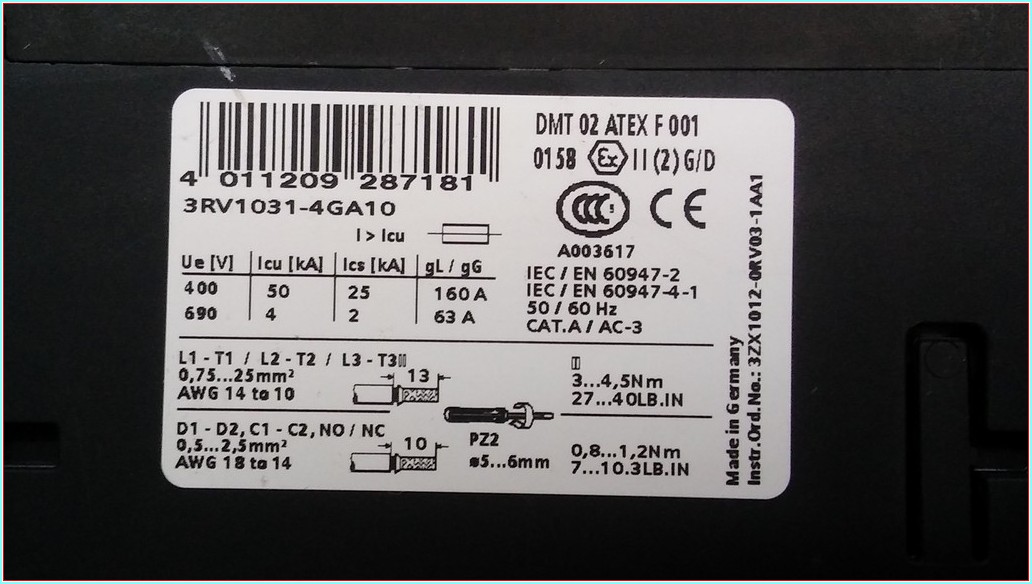 4 011209 287181
3RV1031-4GA10
I > Icu
Ue [V] Icu [kA] Ics [kA] gL / gG
400 50 25 160 A
690 4 2 63 A
DMT 02 ATEX F 001
0158 Ex II (2) G/D
CCC CE
A003617
IEC / EN 60947-2
IEC / EN 60947-4-1
50 / 60 Hz
CAT.A / AC-3
L1 - T1 / L2 - T2 / L3 - T3
0,75...25mm²
AWG 14 to 10
13
3...4,5Nm
27...40LB.IN
D1 - D2, C1 - C2, NO / NC
0,5...2,5mm²
AWG 18 to 14
10
PZ2
ø5...6mm
0,8...1,2Nm
7...10.3LB.IN
Made in Germany
Instr.Ord.No.: 3ZX1012-0RV03-1AA1